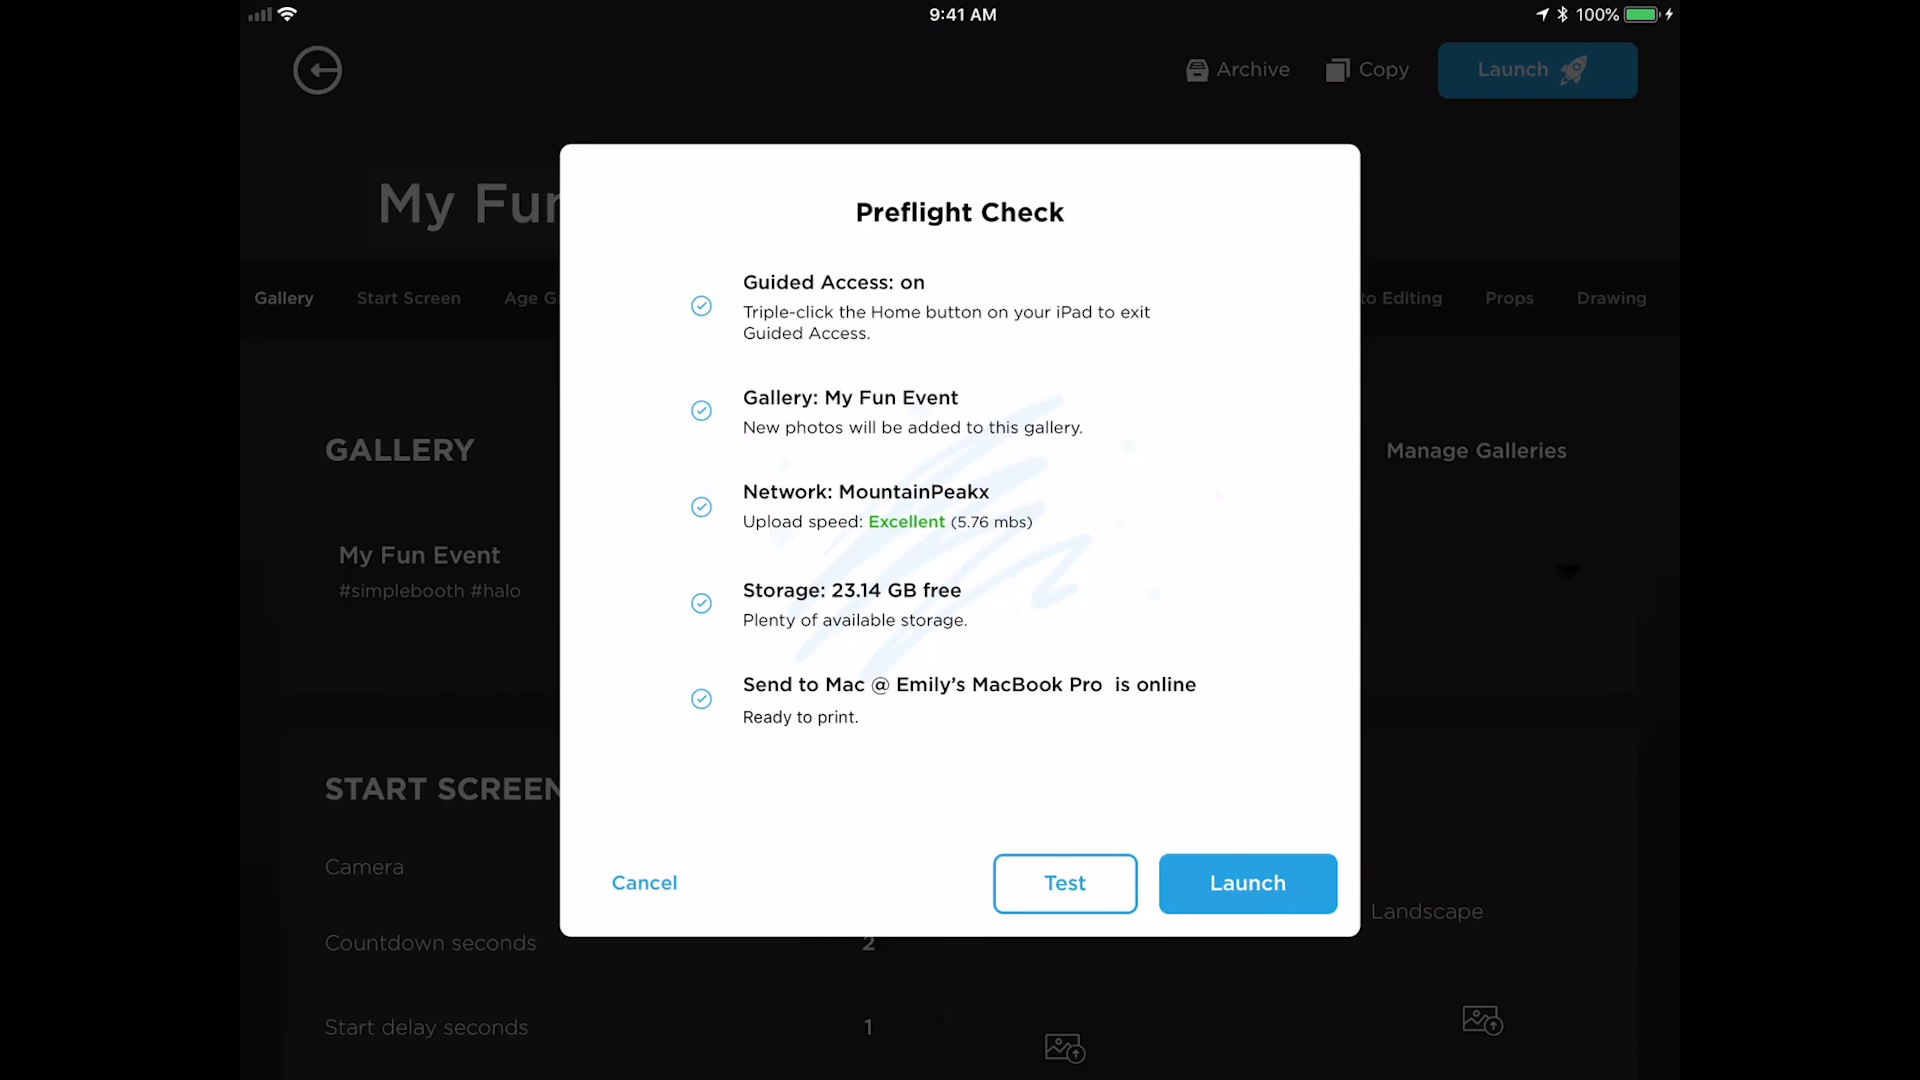 9:41 AM
100%
Archive
Copy
Launch
My Fun
Gallery
Start Screen
Age G
to Editing
Props
Drawing
Preflight Check
Guided Access: on
Triple-click the Home button on your iPad to exit
Guided Access.
Gallery: My Fun Event
New photos will be added to this gallery.
Network: MountainPeakx
Upload speed: Excellent (5.76 mbs)
Storage: 23.14 GB free
Plenty of available storage.
Send to Mac @ Emily’s MacBook Pro is online
Ready to print.
Cancel
Test
Launch
GALLERY
Manage Galleries
My Fun Event
#simplebooth #halo
START SCREEN
Camera
Landscape
Countdown seconds
2
Start delay seconds
1